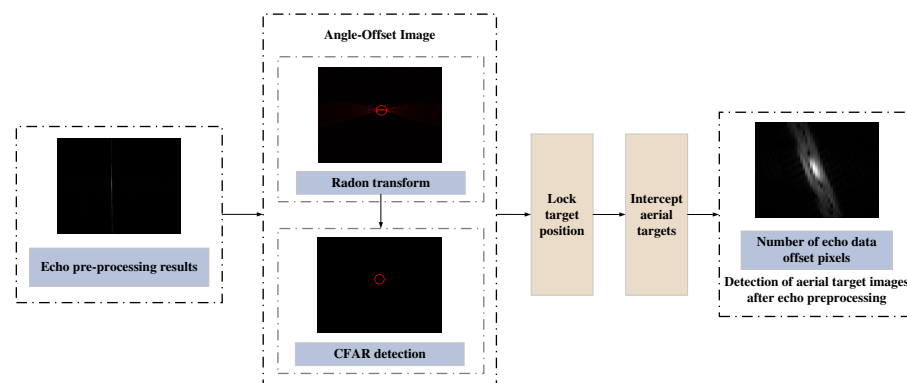 Angle-Offset Image
Radon transform
CFAR detection
Echo pre-processing results
Lock
target
position
Intercept
aerial
targets
Number of echo data
offset pixels
Detection of aerial target images
after echo preprocessing